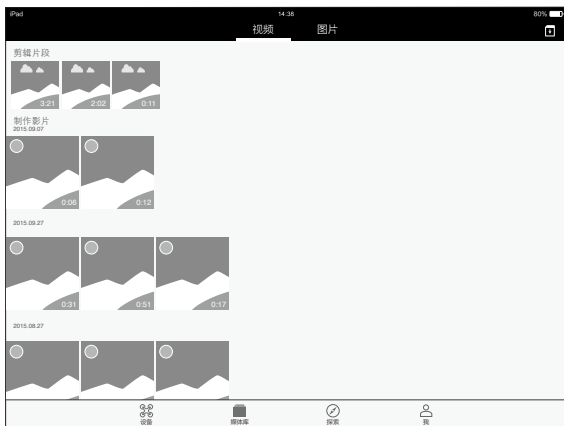 iPad 14:38 80%
视频 图片
剪辑片段
3:21 2:02 0:11
制作影片
2015.09.07
0:06 0:12
2015.09.27
0:31 0:51 0:17
2015.08.27
设备 媒体库 探索 我